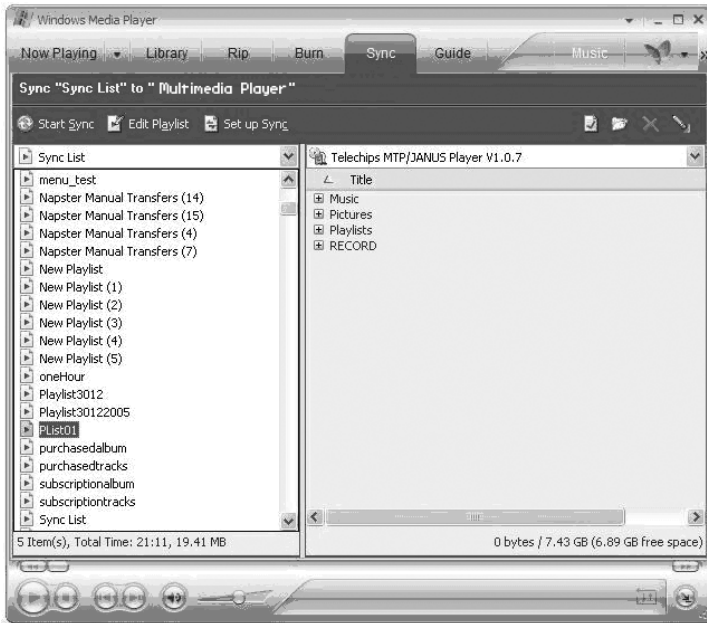 Windows Media Player
Now Playing Library Rip Burn Sync Guide Music
Sync "Sync List" to " Multimedia Player"
Start Sync Edit Playlist Set up Sync
Sync List
menu_test
Napster Manual Transfers (14)
Napster Manual Transfers (15)
Napster Manual Transfers (4)
Napster Manual Transfers (7)
New Playlist
New Playlist (1)
New Playlist (2)
New Playlist (3)
New Playlist (4)
New Playlist (5)
oneHour
Playlist3012
Playlist30122005
PList01
purchasedalbum
purchasedtracks
subscriptionalbum
subscriptiontracks
Sync List
5 Item(s), Total Time: 21:11, 19.41 MB
Telechips MTP/JANUS Player V1.0.7
Title
Music
Pictures
Playlists
RECORD
0 bytes / 7.43 GB (6.89 GB free space)